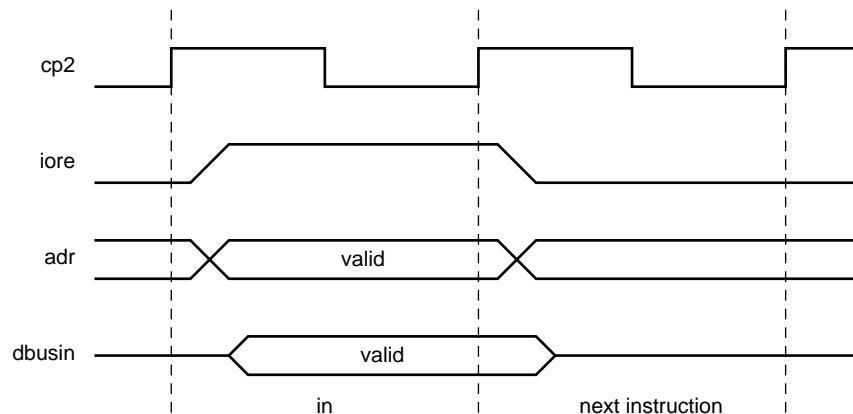 cp2
iore
adr
valid
dbusin
valid
in
next instruction